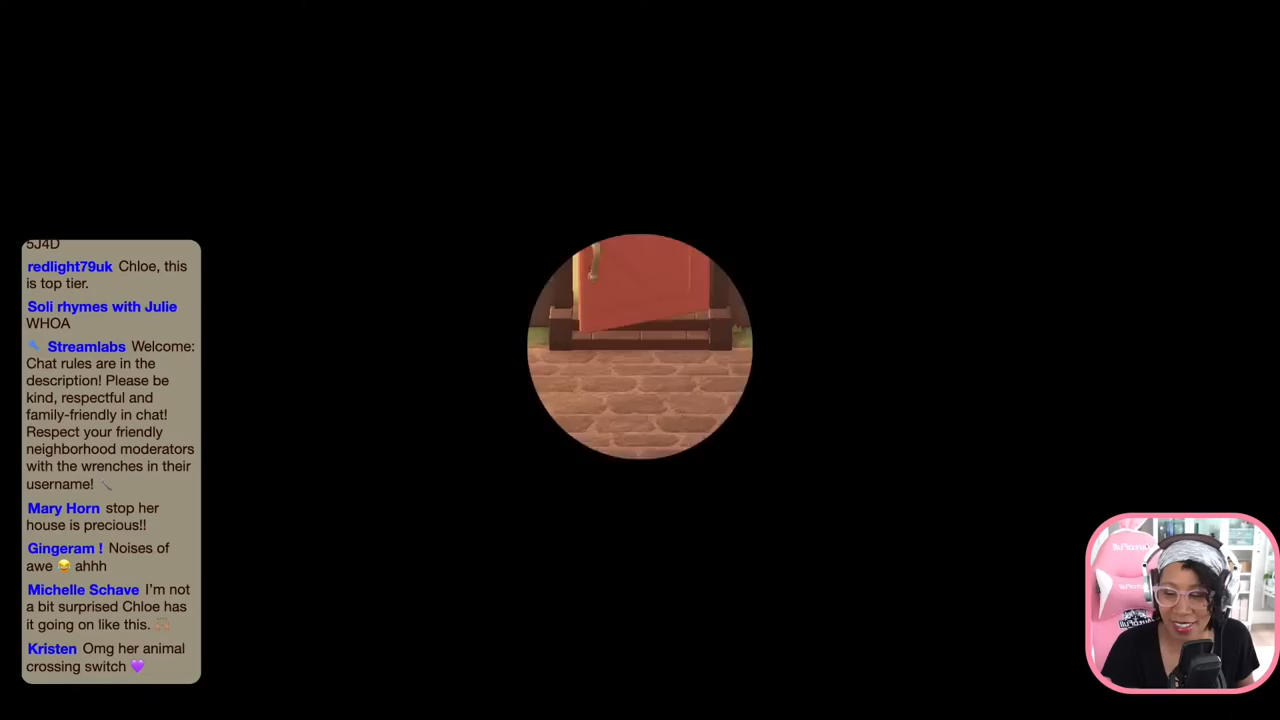 5J4D
redlight79uk Chloe, this
is top tier.
Soli rhymes with Julie
WHOA
Streamlabs Welcome:
Chat rules are in the
description! Please be
kind, respectful and
family-friendly in chat!
Respect your friendly
neighborhood moderators
with the wrenches in their
username!
Mary Horn stop her
house is precious!!
Gingeram ! Noises of
awe 😂 ahhh
Michelle Schave I’m not
a bit surprised Chloe has
it going on like this.
Kristen Omg her animal
crossing switch 💜